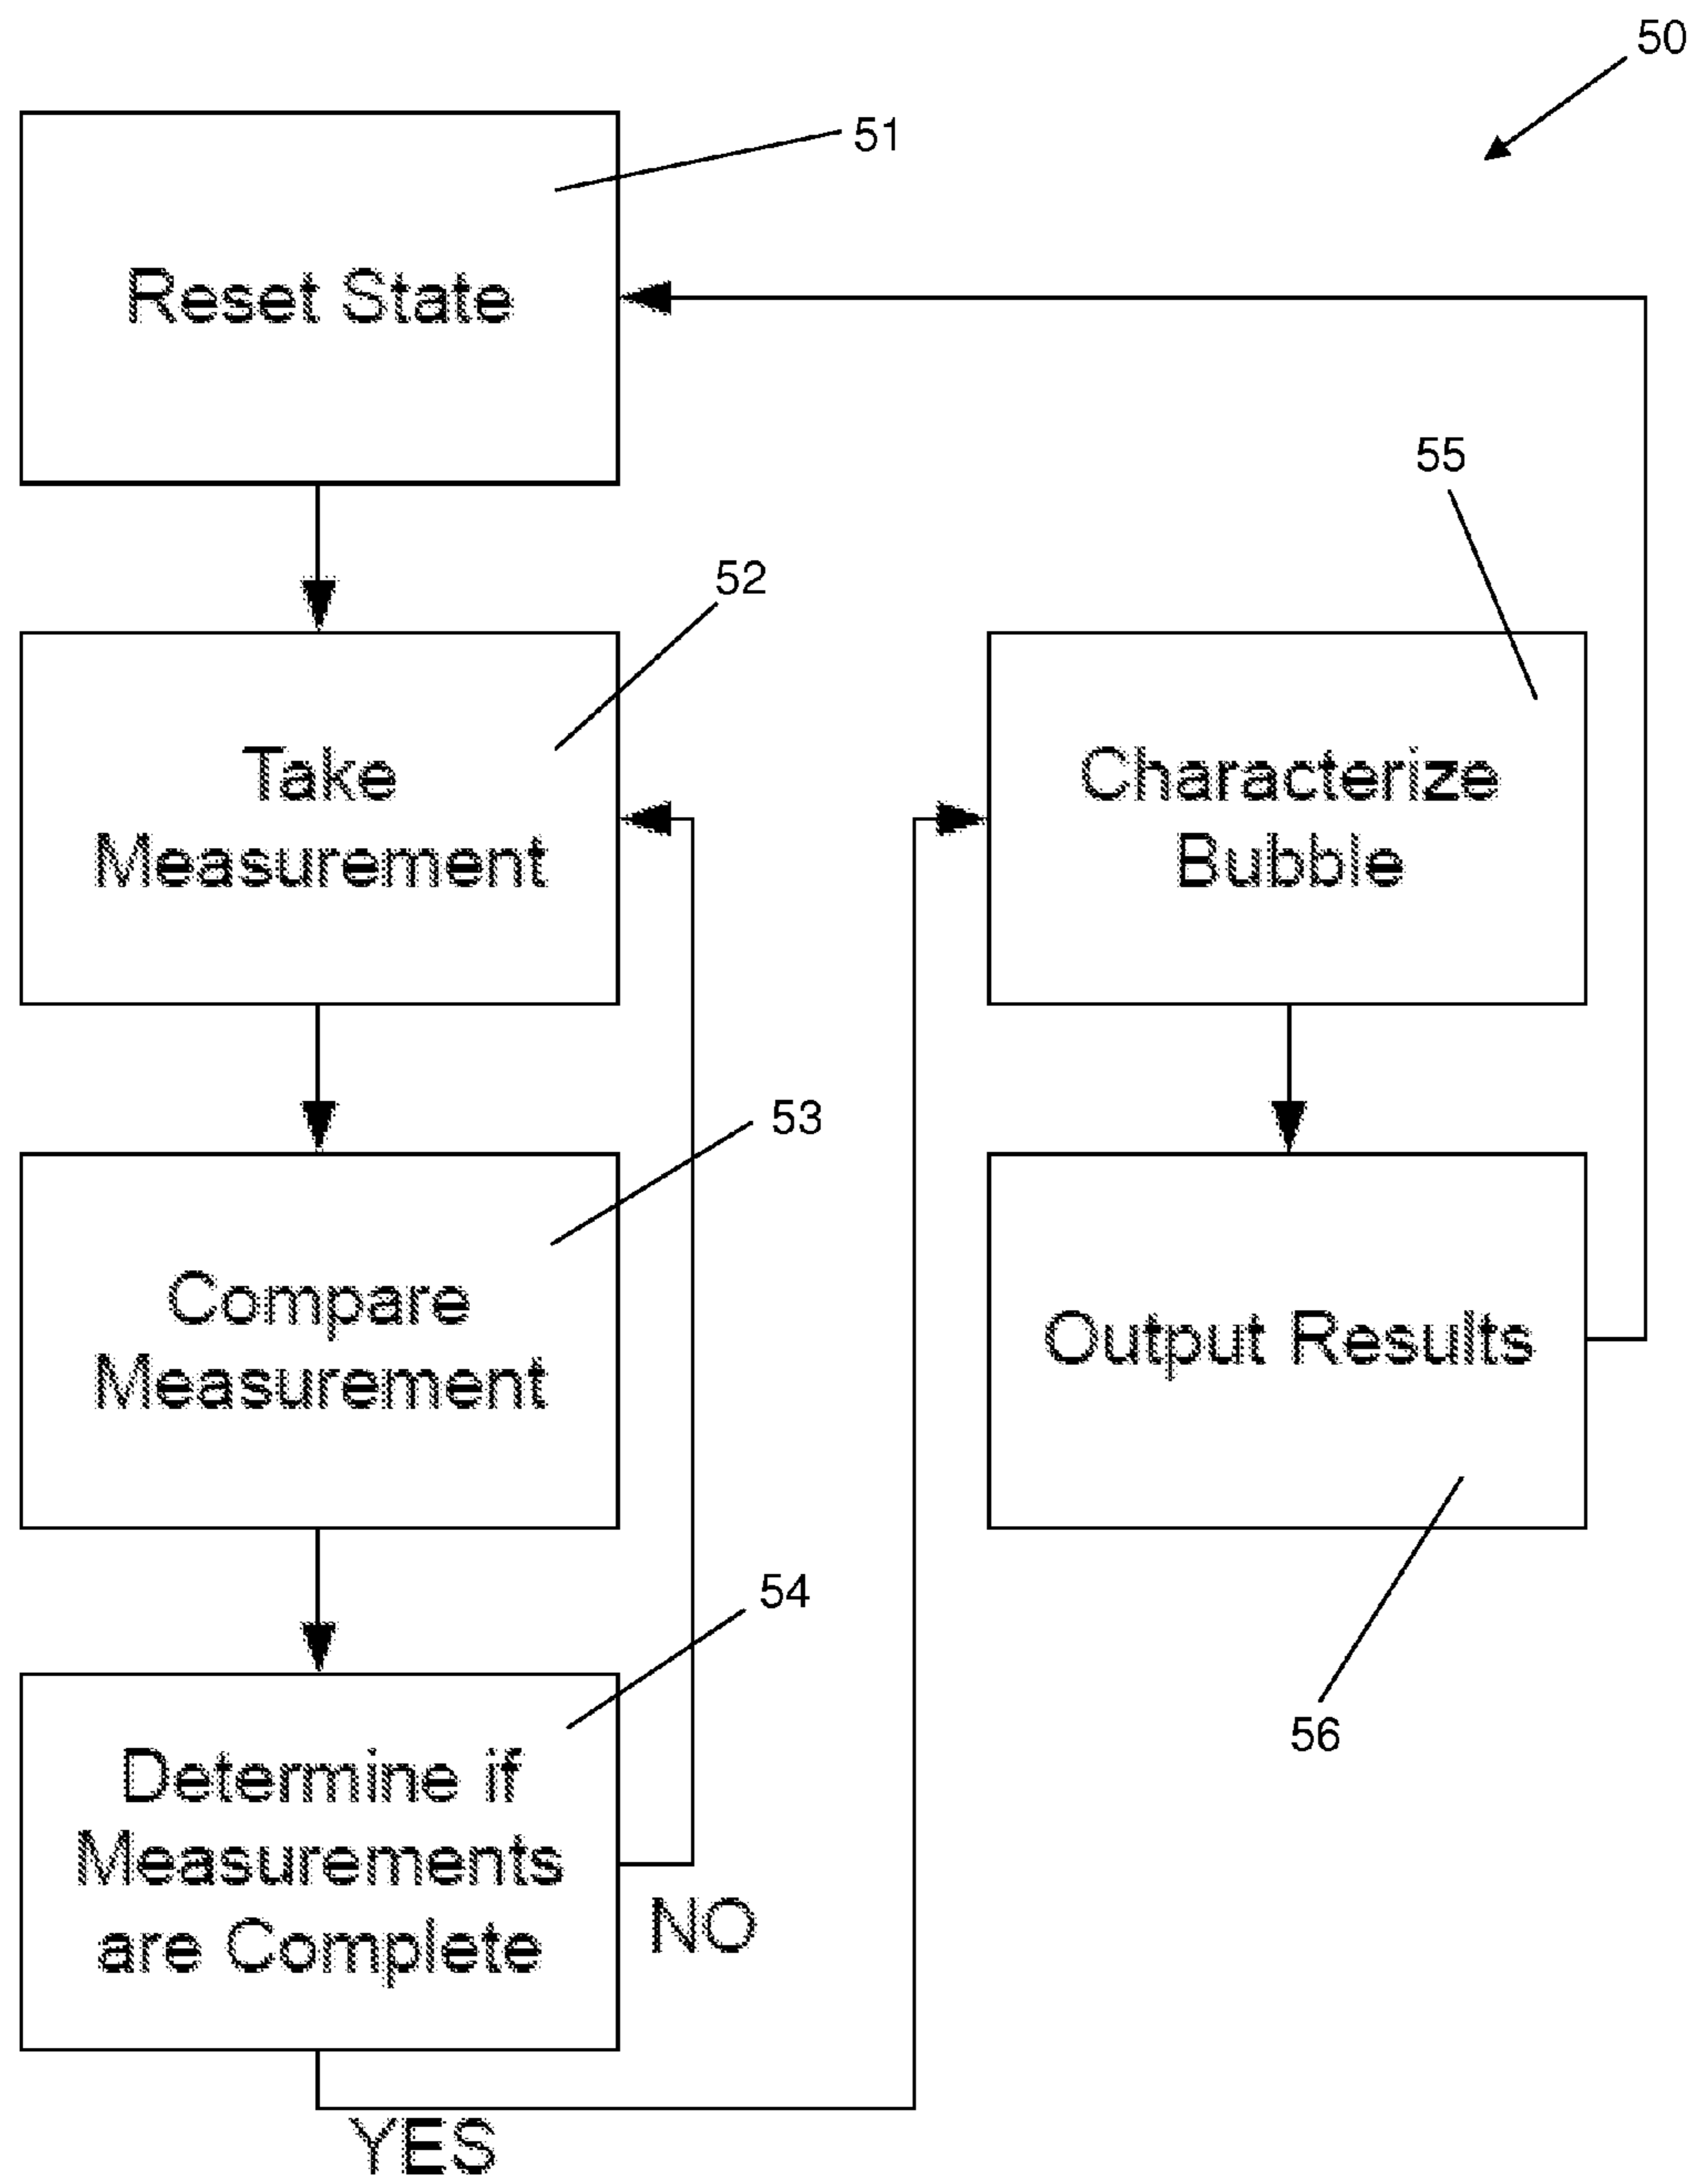 50
51
Reset State
52
Take
Measurement
53
Compare
Measurement
54
Determine if
Measurements
are Complete
NO
YES
55
Characterize
Bubble
Output Results
56